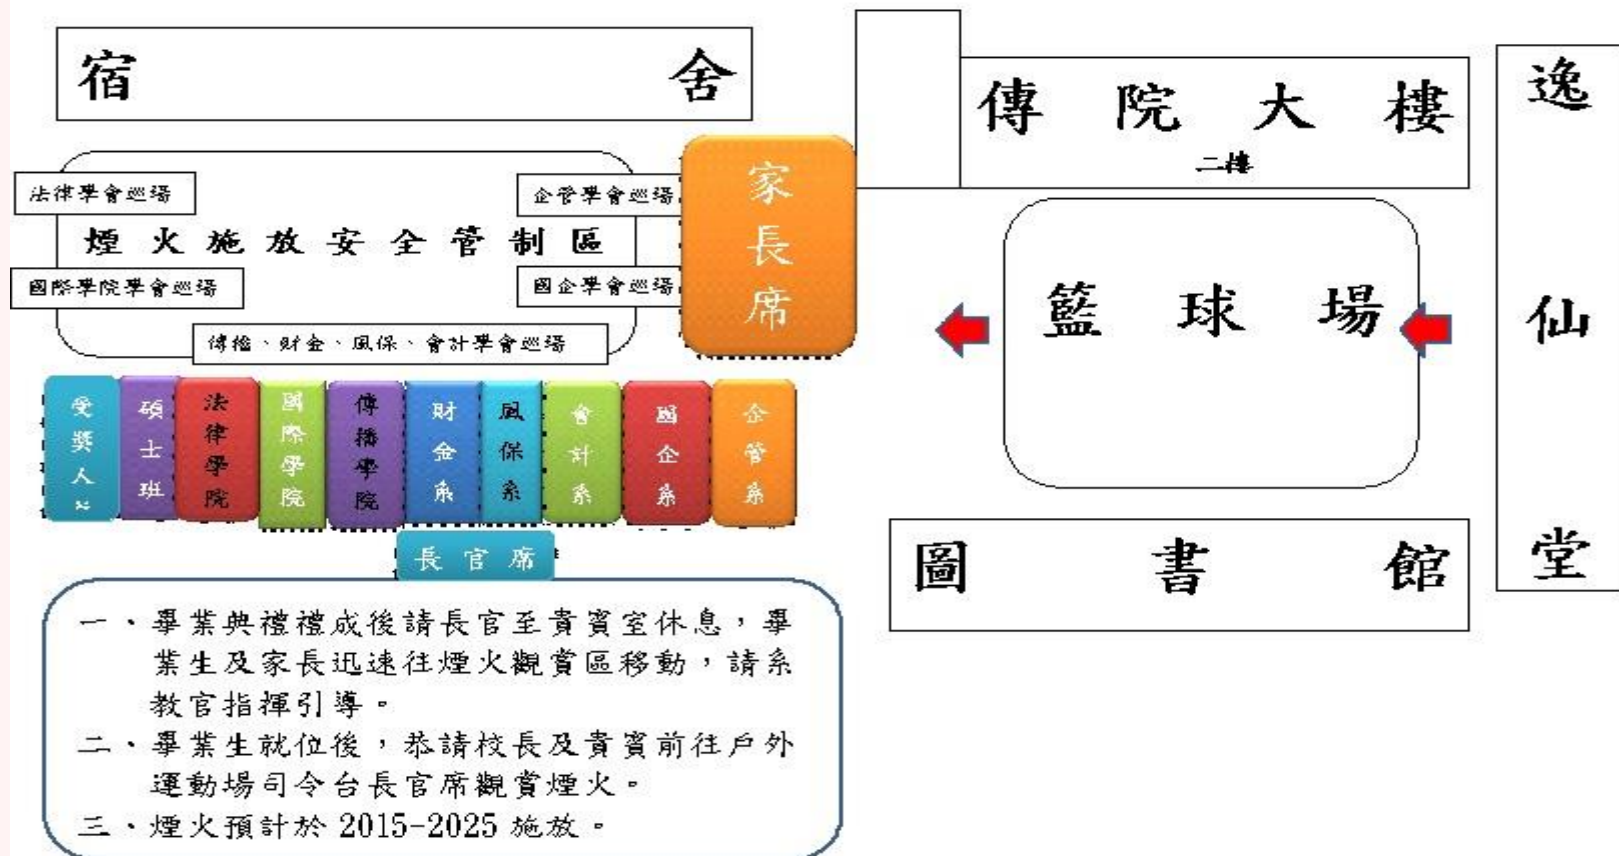 宿舍
傳院大樓
二樓
逸仙堂
法律學會巡場
企管學會巡場
煙火施放安全管制區
國際學院學會巡場
國企學會巡場
傳播、財金、風保、會計學會巡場
家長席
籃球場
受獎人
碩士班
法律學院
國際學院
傳播學院
財金系
風保系
會計系
國企系
企管系
長官席
圖書館
一、畢業典禮禮成後請長官至貴賓室休息，畢
業生及家長迅速往煙火觀賞區移動，請系
教官指揮引導。
二、畢業生就位後，恭請校長及貴賓前往戶外
運動場司令台長官席觀賞煙火。
三、煙火預計於 2015-2025 施放。